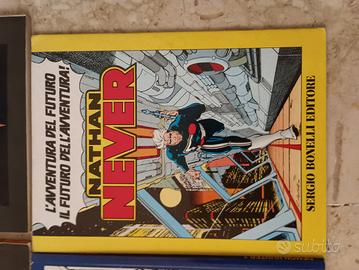 L'AVVENTURA DEL FUTURO
IL FUTURO DELL'AVVENTURA!
NATHAN
NEVER
SERGIO BONELLI EDITORE
subito